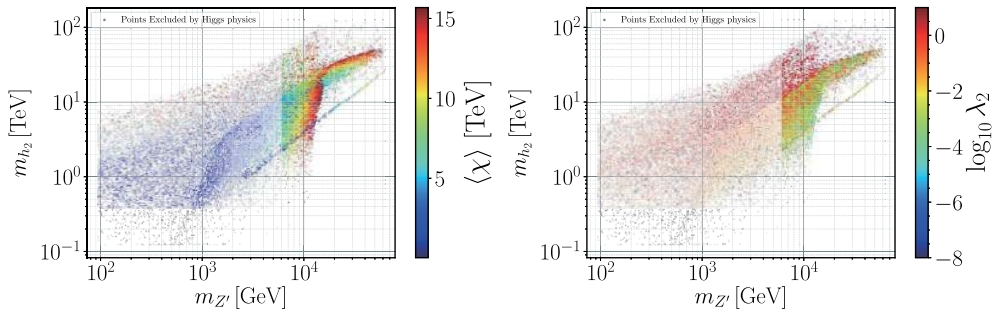 Points Excluded by Higgs physics
10^2
10^1
10^0
10^{-1}
m_{h_2} [TeV]
10^2
10^3
10^4
m_{Z'} [GeV]
15
10
5
⟨χ⟩ [TeV]
Points Excluded by Higgs physics
10^2
10^1
10^0
10^{-1}
m_{h_2} [TeV]
10^2
10^3
10^4
m_{Z'} [GeV]
0
−2
−4
−6
−8
log_{10} λ_2